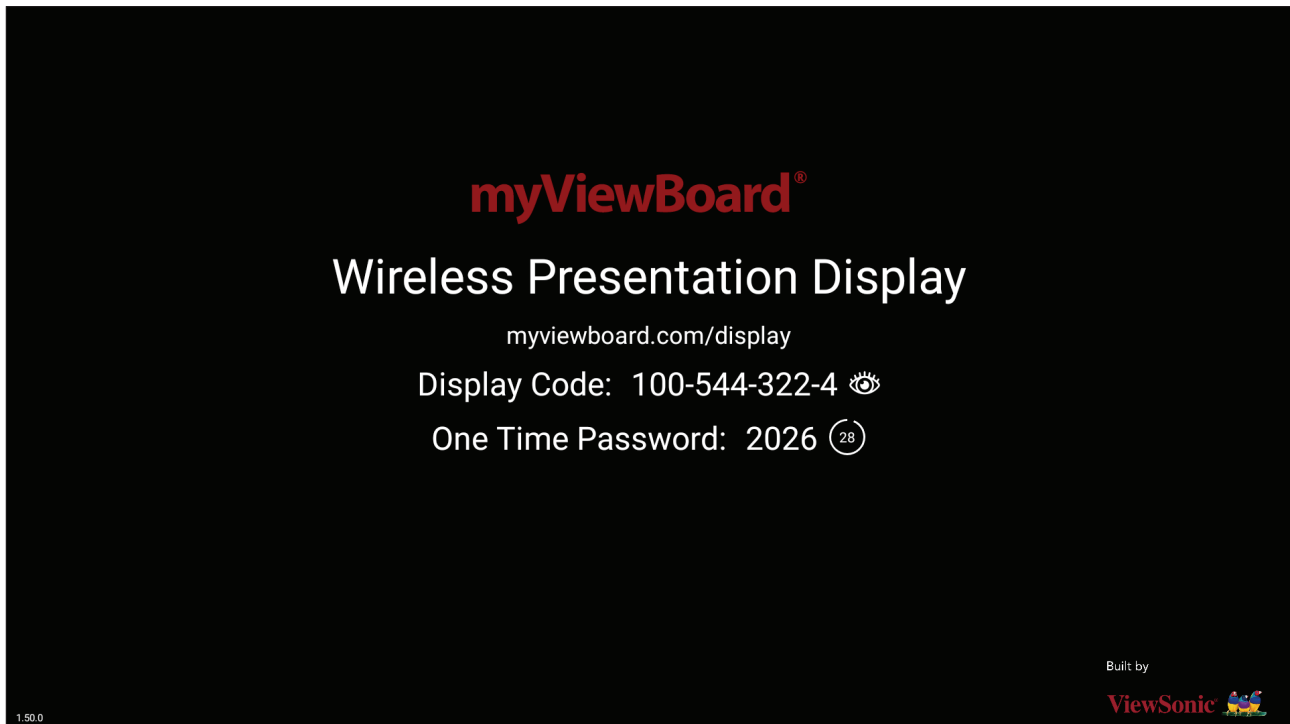 myViewBoard®
Wireless Presentation Display
myviewboard.com/display
Display Code: 100-544-322-4
One Time Password: 2026 28
Built by
ViewSonic®
1.50.0